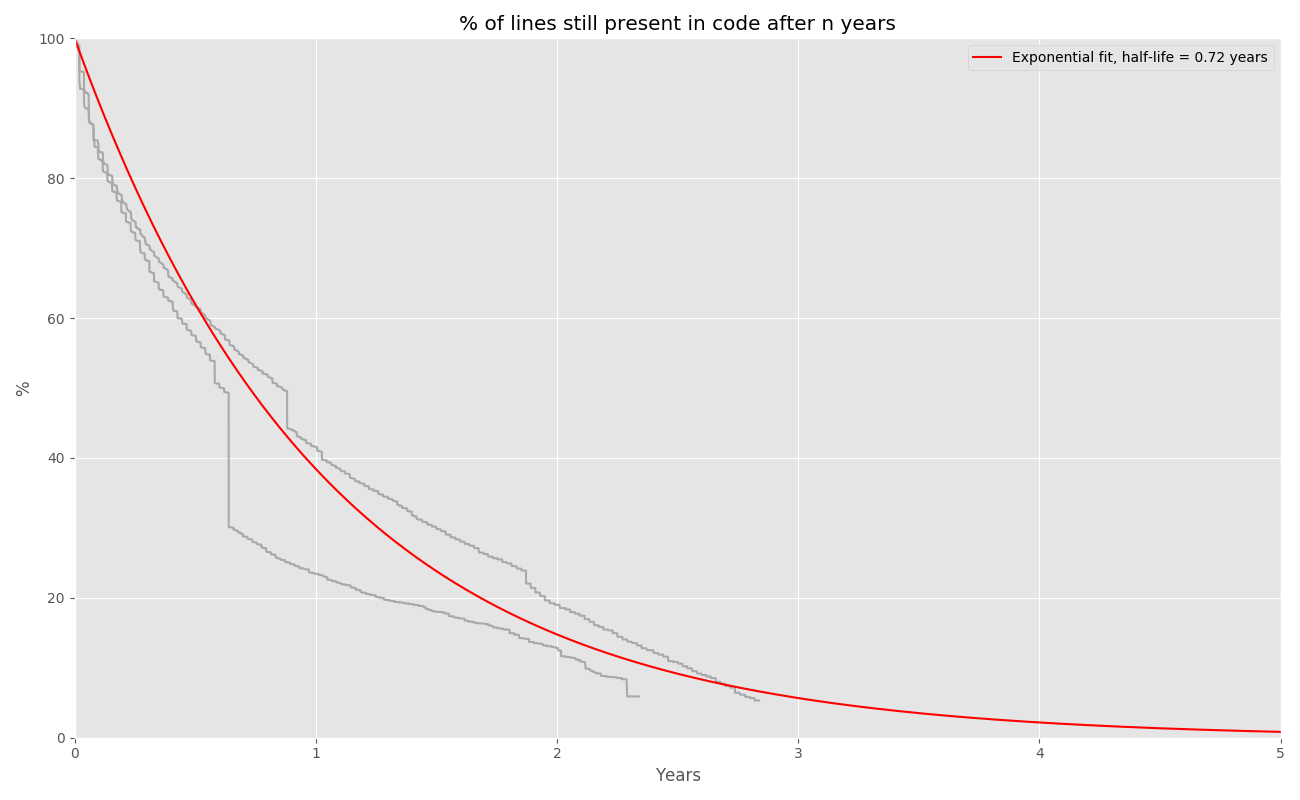 % of lines still present in code after n years
Exponential fit, half-life = 0.72 years
100
80
60
40
20
0
%
0 1 2 3 4 5
Years